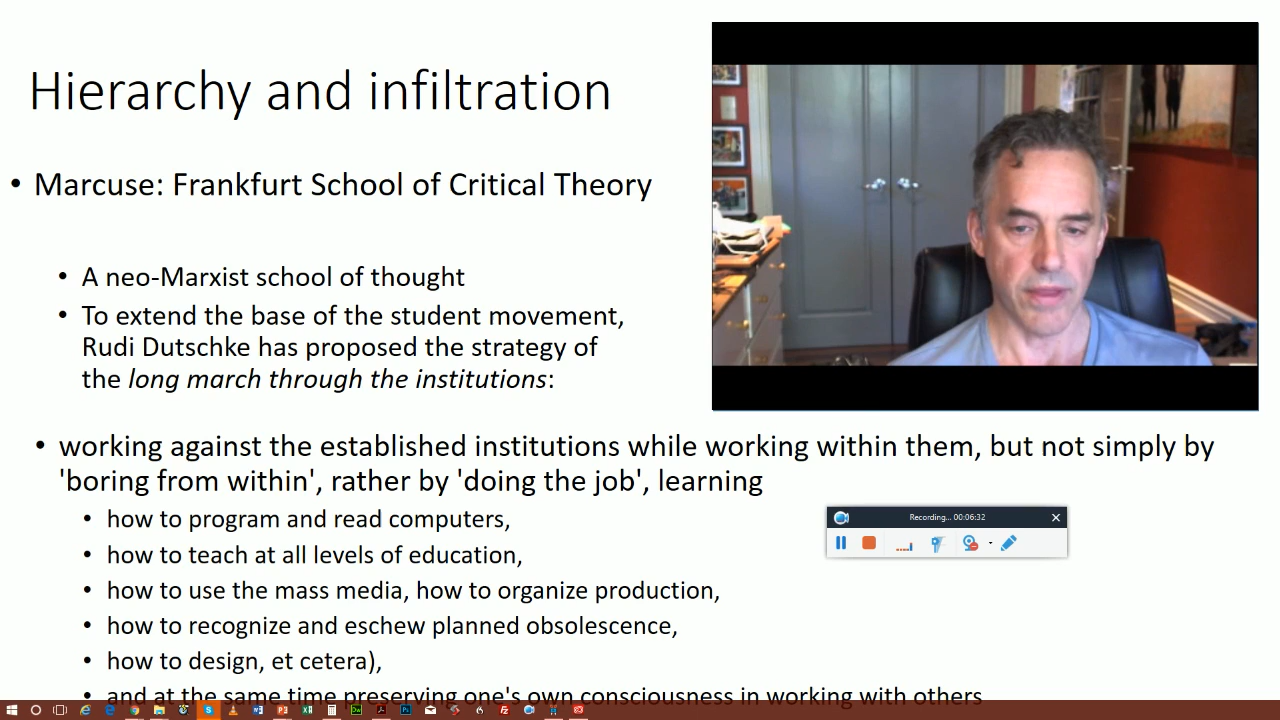 Hierarchy and infiltration
• Marcuse: Frankfurt School of Critical Theory
• A neo-Marxist school of thought
• To extend the base of the student movement,
Rudi Dutschke has proposed the strategy of
the long march through the institutions:
• working against the established institutions while working within them, but not simply by
'boring from within', rather by 'doing the job', learning
• how to program and read computers,
• how to teach at all levels of education,
• how to use the mass media, how to organize production,
• how to recognize and eschew planned obsolescence,
• how to design, et cetera),
• and at the same time preserving one's own consciousness in working with others
Recording... 00:06:32